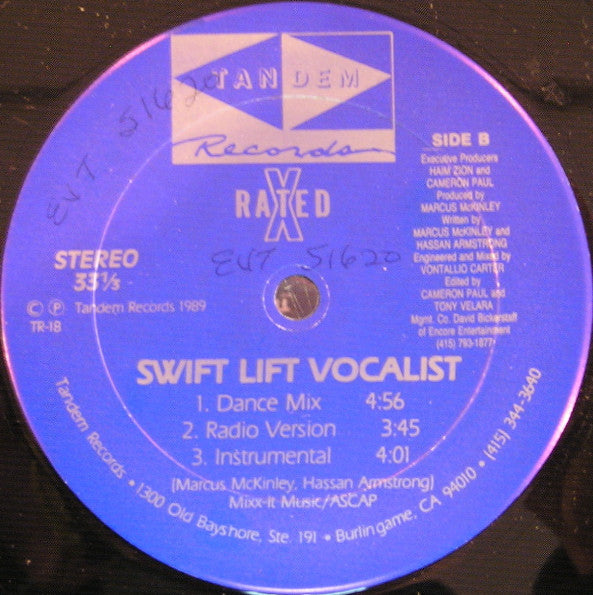 TANDEM
Records
X RATED
SIDE B
Executive Producers
HAIM ZION and
CAMERON PAUL
Produced by
MARCUS McKINLEY
Written by
MARCUS McKINLEY and
HASSAN ARMSTRONG
Engineered and Mixed by
VONTALLIO CARTER
Edited by
CAMERON PAUL and
TONY VELARA
Mgmt. Co. David Bickerstaff
of Encore Entertainment
(415) 793-1877
EVT 51620
STEREO
33⅓
EVT 51620
© ℗ Tandem Records 1989
TR-18
SWIFT LIFT VOCALIST
1. Dance Mix 4:56
2. Radio Version 3:45
3. Instrumental 4:01
(Marcus McKinley, Hassan Armstrong)
Mixx-It Music/ASCAP
Tandem Records • 1300 Old Bayshore, Ste. 191 • Burlingame, CA 94010 • (415) 344-3640